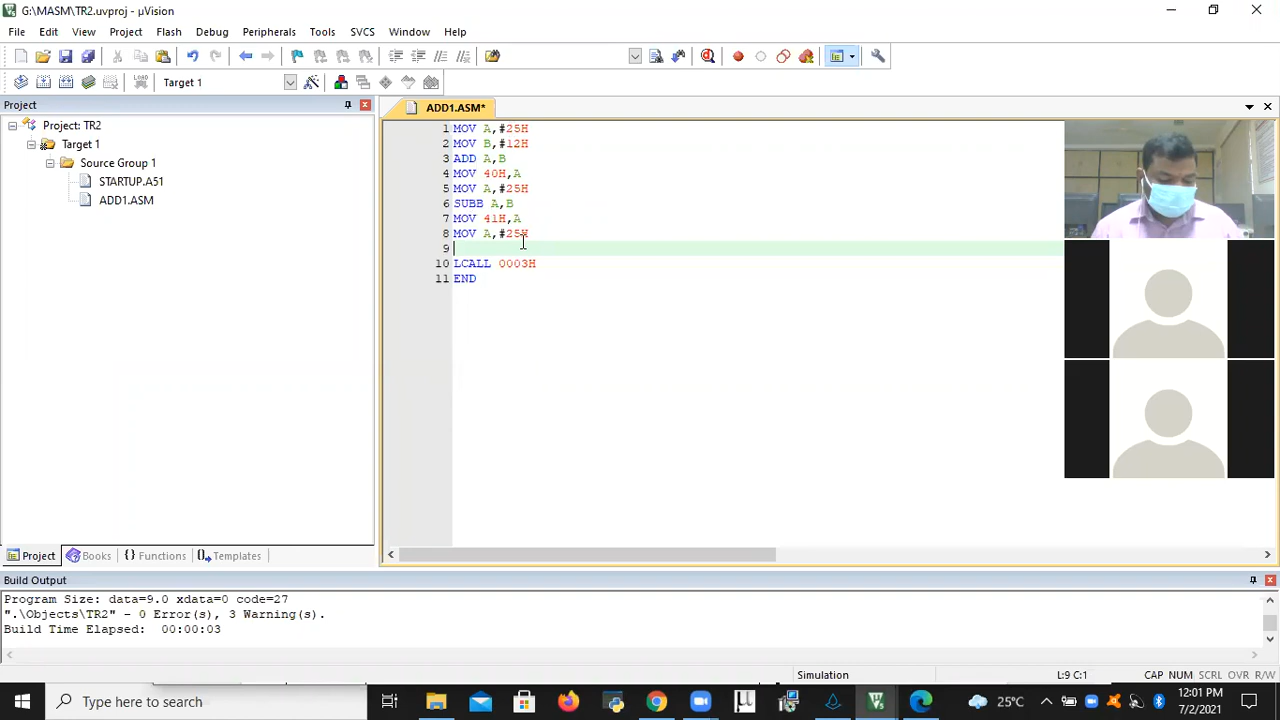 G:\MASM\TR2.uvproj - µVision
File Edit View Project Flash Debug Peripherals Tools SVCS Window Help
Target 1
Project
ADD1.ASM*
Project: TR2
Target 1
Source Group 1
STARTUP.A51
ADD1.ASM
1 MOV A,#25H
2 MOV B,#12H
3 ADD A,B
4 MOV 40H,A
5 MOV A,#25H
6 SUBB A,B
7 MOV 41H,A
8 MOV A,#25H
9
10 LCALL 0003H
11 END
Project Books {} Functions Templates
Build Output
Program Size: data=9.0 xdata=0 code=27
".\Objects\TR2" - 0 Error(s), 3 Warning(s).
Build Time Elapsed: 00:00:03
Simulation L:9 C:1 CAP NUM SCRL OVR R/W
Type here to search
25°C
12:01 PM
7/2/2021